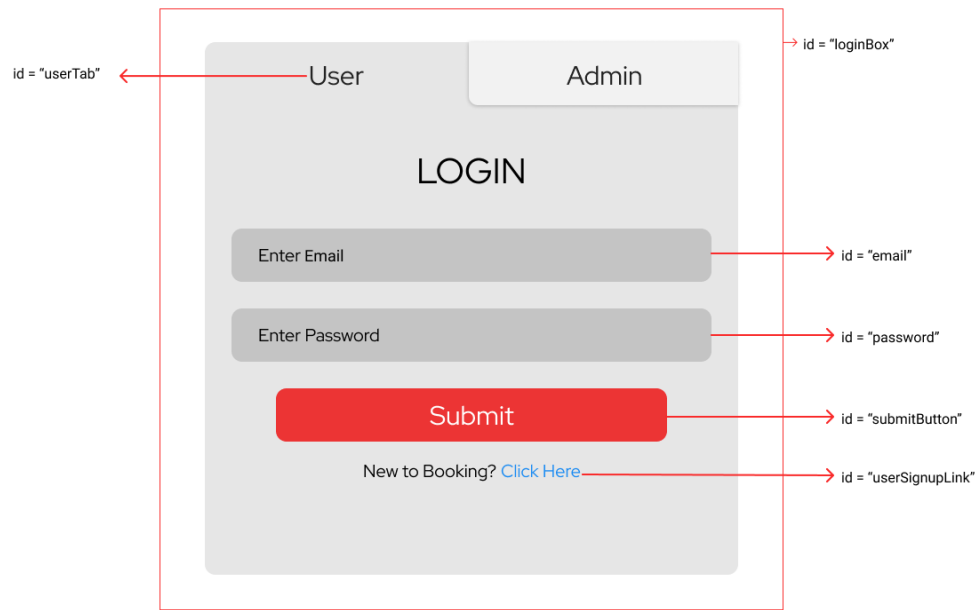 id = “loginBox”
id = “userTab”
User
Admin
LOGIN
Enter Email
id = “email”
Enter Password
id = “password”
Submit
id = “submitButton”
New to Booking? Click Here
id = “userSignupLink”